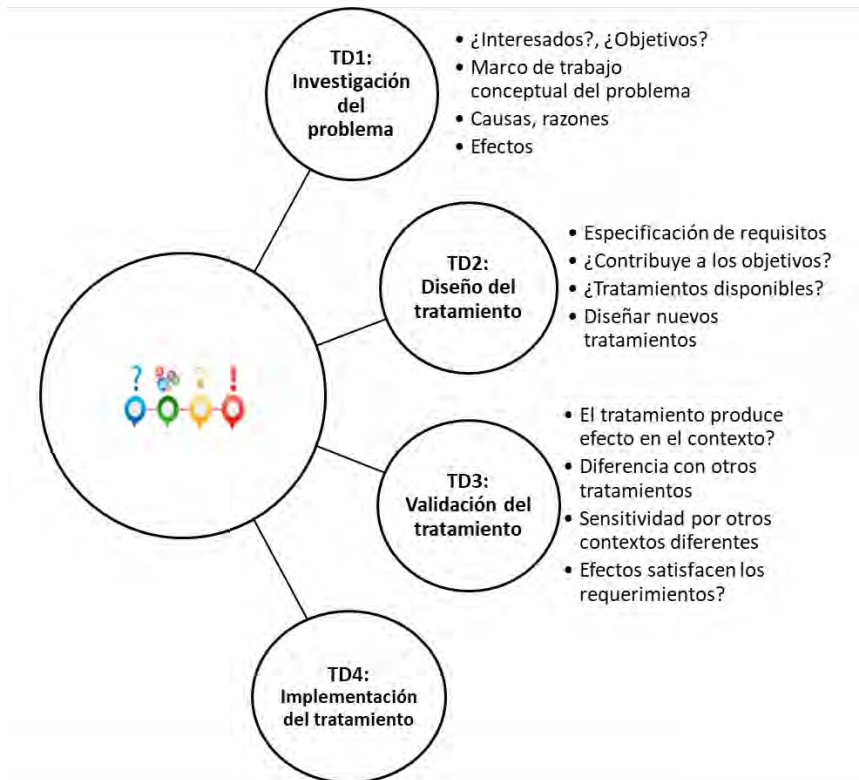 TD1:
Investigación
del
problema
• ¿Interesados?, ¿Objetivos?
• Marco de trabajo
conceptual del problema
• Causas, razones
• Efectos
TD2:
Diseño del
tratamiento
• Especificación de requisitos
• ¿Contribuye a los objetivos?
• ¿Tratamientos disponibles?
• Diseñar nuevos
tratamientos
? ? !
TD3:
Validación del
tratamiento
• El tratamiento produce
efecto en el contexto?
• Diferencia con otros
tratamientos
• Sensitividad por otros
contextos diferentes
• Efectos satisfacen los
requerimientos?
TD4:
Implementación
del tratamiento